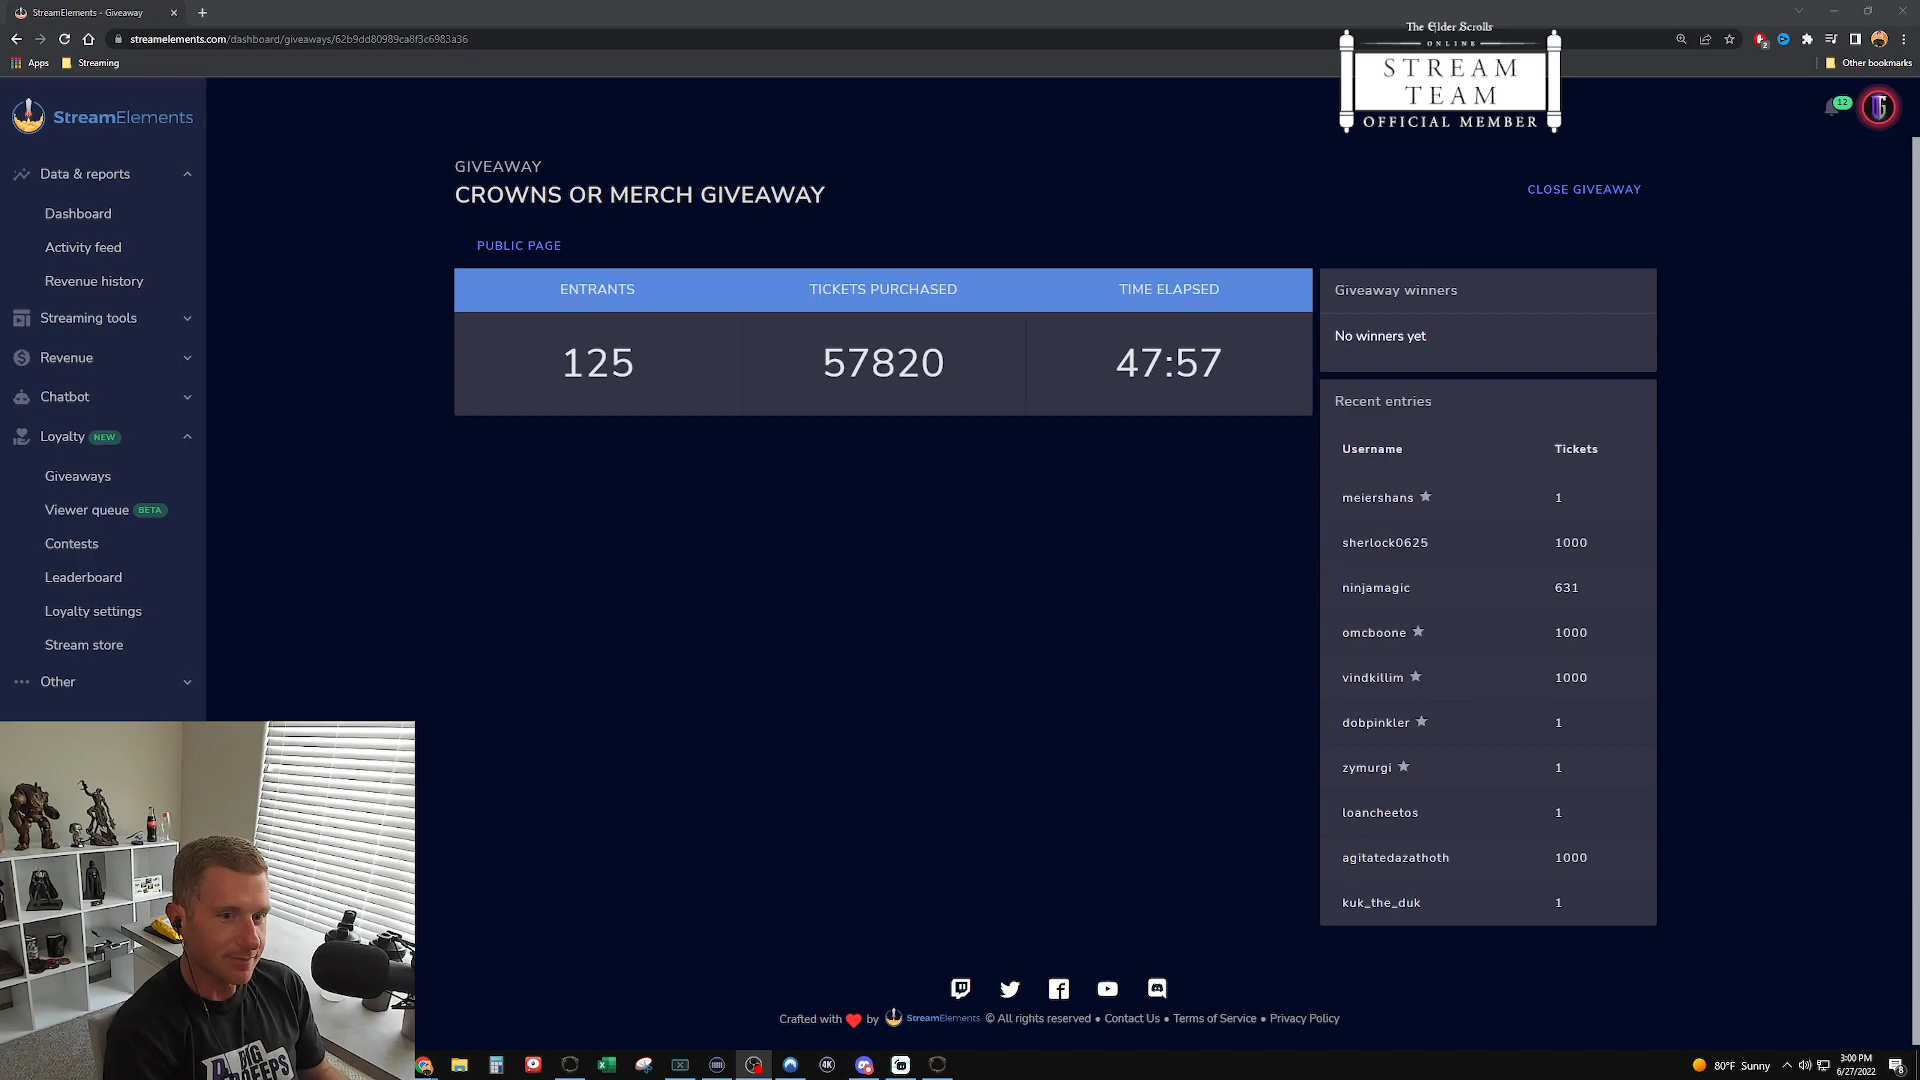 StreamElements - Giveaway
streamelements.com/dashboard/giveaways/62b9dd80989ca8f3c6983a36
2
Apps
Streaming
Other bookmarks
The Elder Scrolls
ONLINE
STREAM
TEAM
OFFICIAL MEMBER
StreamElements
12
Data & reports
Dashboard
Activity feed
Revenue history
Streaming tools
Revenue
Chatbot
Loyalty NEW
Giveaways
Viewer queue BETA
Contests
Leaderboard
Loyalty settings
Stream store
Other
GIVEAWAY
CROWNS OR MERCH GIVEAWAY
CLOSE GIVEAWAY
PUBLIC PAGE
ENTRANTS TICKETS PURCHASED TIME ELAPSED
125 57820 47:57
Giveaway winners
No winners yet
Recent entries
Username Tickets
meiershans 1
sherlock0625 1000
ninjamagic 631
omcboone 1000
vindkillim 1000
dobpinkler 1
zymurgi 1
loancheetos 1
agitatedazathoth 1000
kuk_the_duk 1
Crafted with by StreamElements © All rights reserved • Contact Us • Terms of Service • Privacy Policy
4K
80°F Sunny
3:00 PM
6/27/2022
8